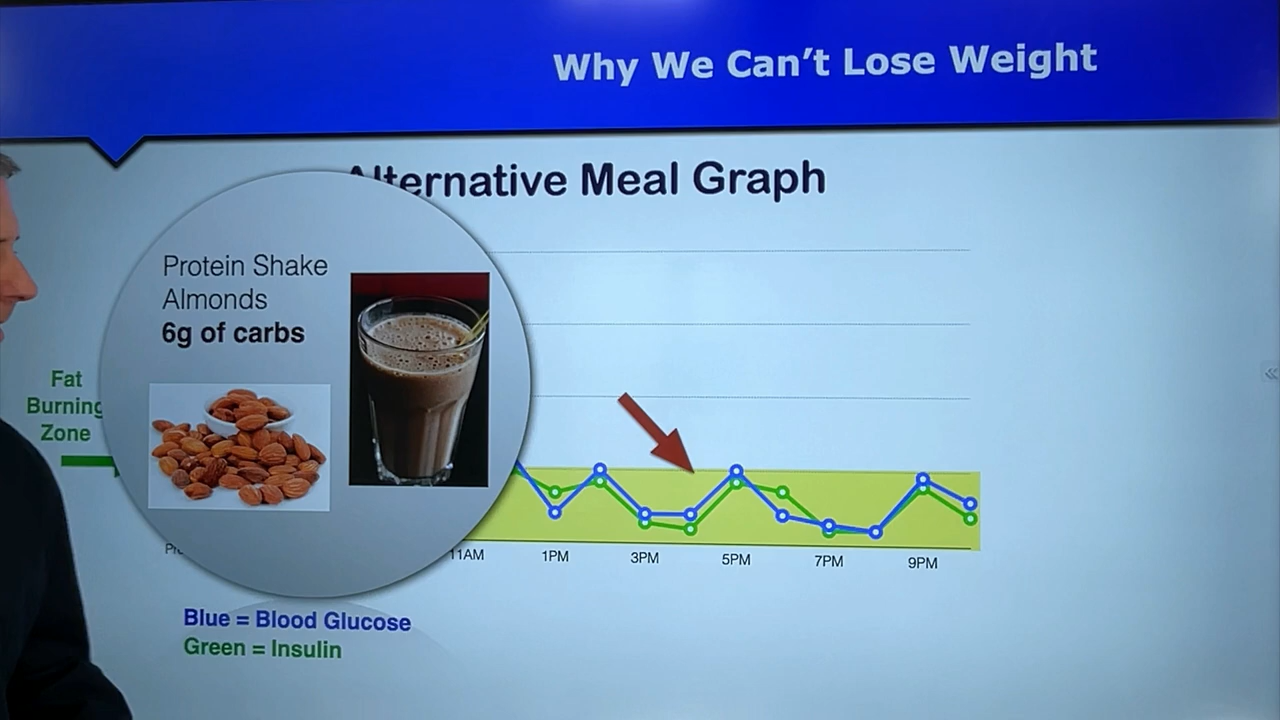 Why We Can't Lose Weight
Alternative Meal Graph
Protein Shake
Almonds
6g of carbs
Fat
Burning
Zone
11AM 1PM 3PM 5PM 7PM 9PM
Blue = Blood Glucose
Green = Insulin